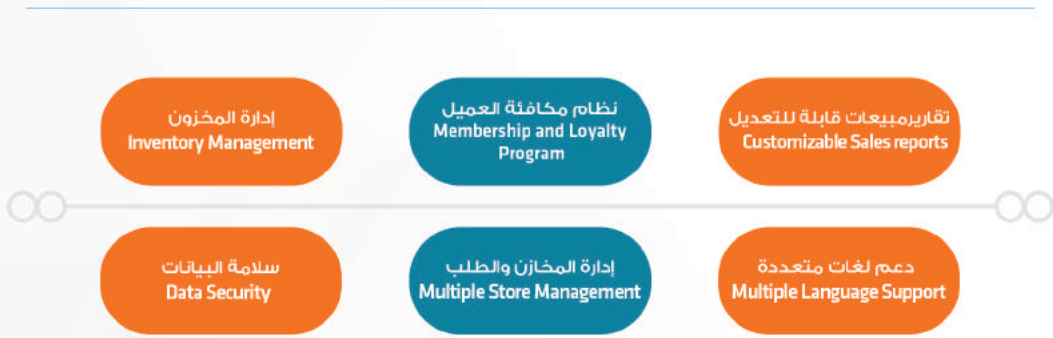 إدارة المخزون
Inventory Management
نظام مكافئة العميل
Membership and Loyalty
Program
تقاريرمبيعات قابلة للتعديل
Customizable Sales reports
سلامة البيانات
Data Security
إدارة المخازن والطلب
Multiple Store Management
دعم لغات متعددة
Multiple Language Support